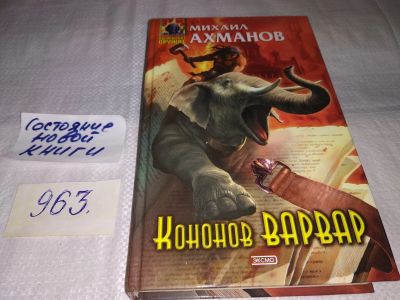 МИХАИЛ
АХМАНОВ
Состояние
новой
книги
963.
Кононов ВАРВАР
ЭКСМО